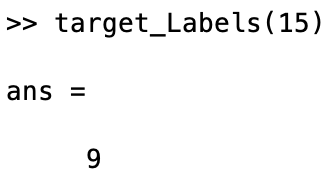 >> target_Labels(15)
ans =
9